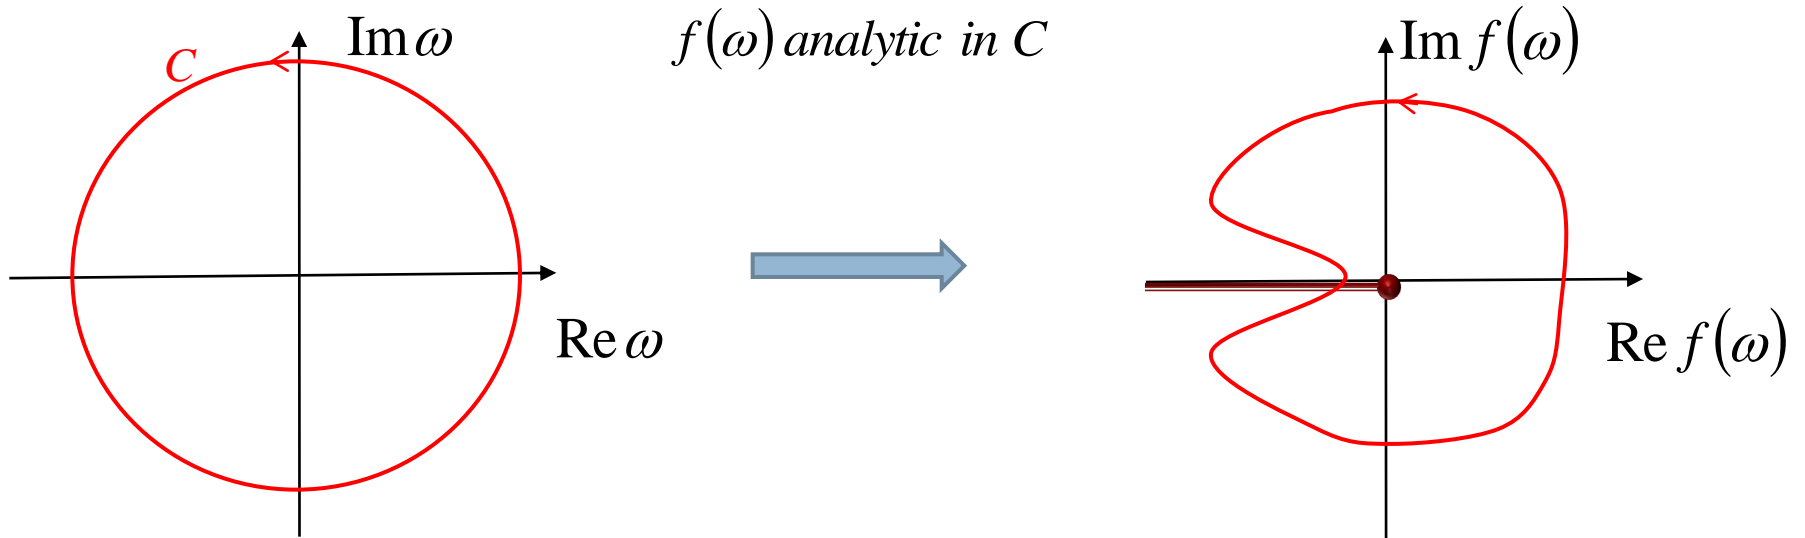 C
Im ω
Re ω
f(ω) analytic in C
Im f(ω)
Re f(ω)